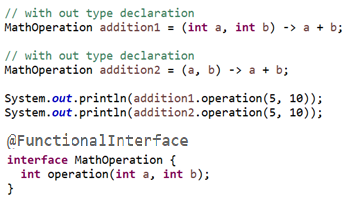 // with out type declaration
MathOperation addition1 = (int a, int b) -> a + b;
// with out type declaration
MathOperation addition2 = (a, b) -> a + b;
System.out.println(addition1.operation(5, 10));
System.out.println(addition2.operation(5, 10));
@FunctionalInterface
interface MathOperation {
int operation(int a, int b);
}